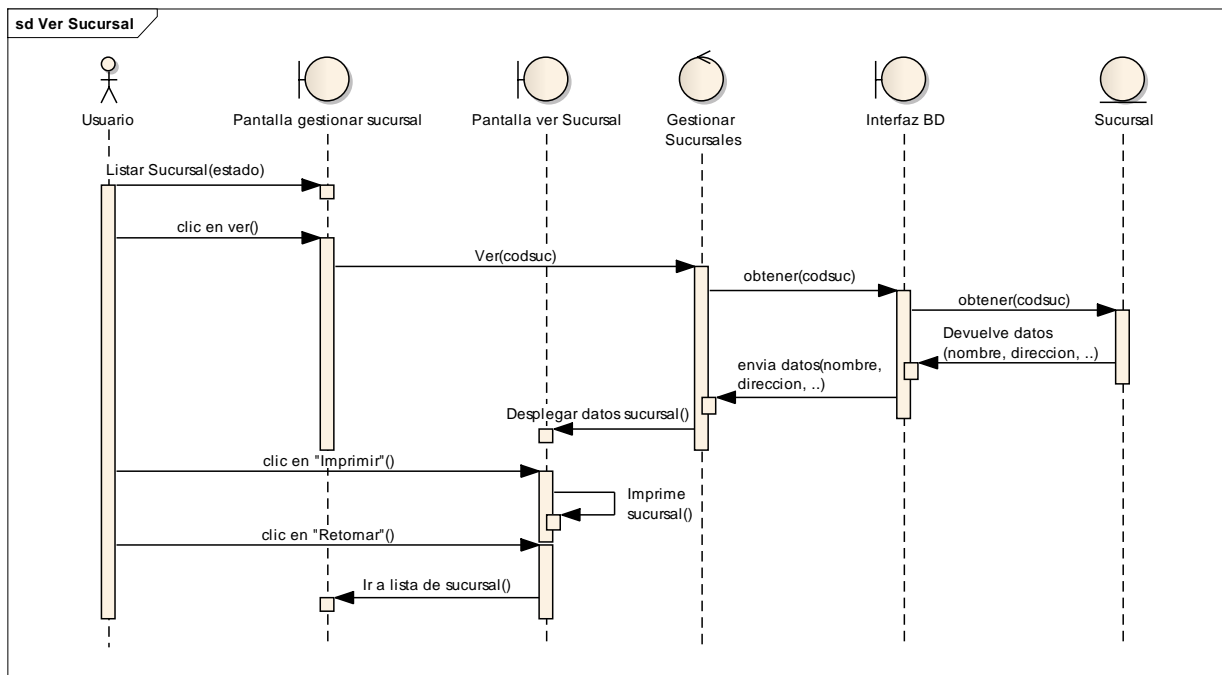 sd Ver Sucursal
Usuario
Pantalla gestionar sucursal
Pantalla ver Sucursal
Gestionar
Sucursales
Interfaz BD
Sucursal
Listar Sucursal(estado)
clic en ver()
Ver(codsuc)
obtener(codsuc)
obtener(codsuc)
Devuelve datos
(nombre, direccion, ..)
envia datos(nombre,
direccion, ..)
Desplegar datos sucursal()
clic en "Imprimir"()
Imprime
sucursal()
clic en "Retornar"()
Ir a lista de sucursal()